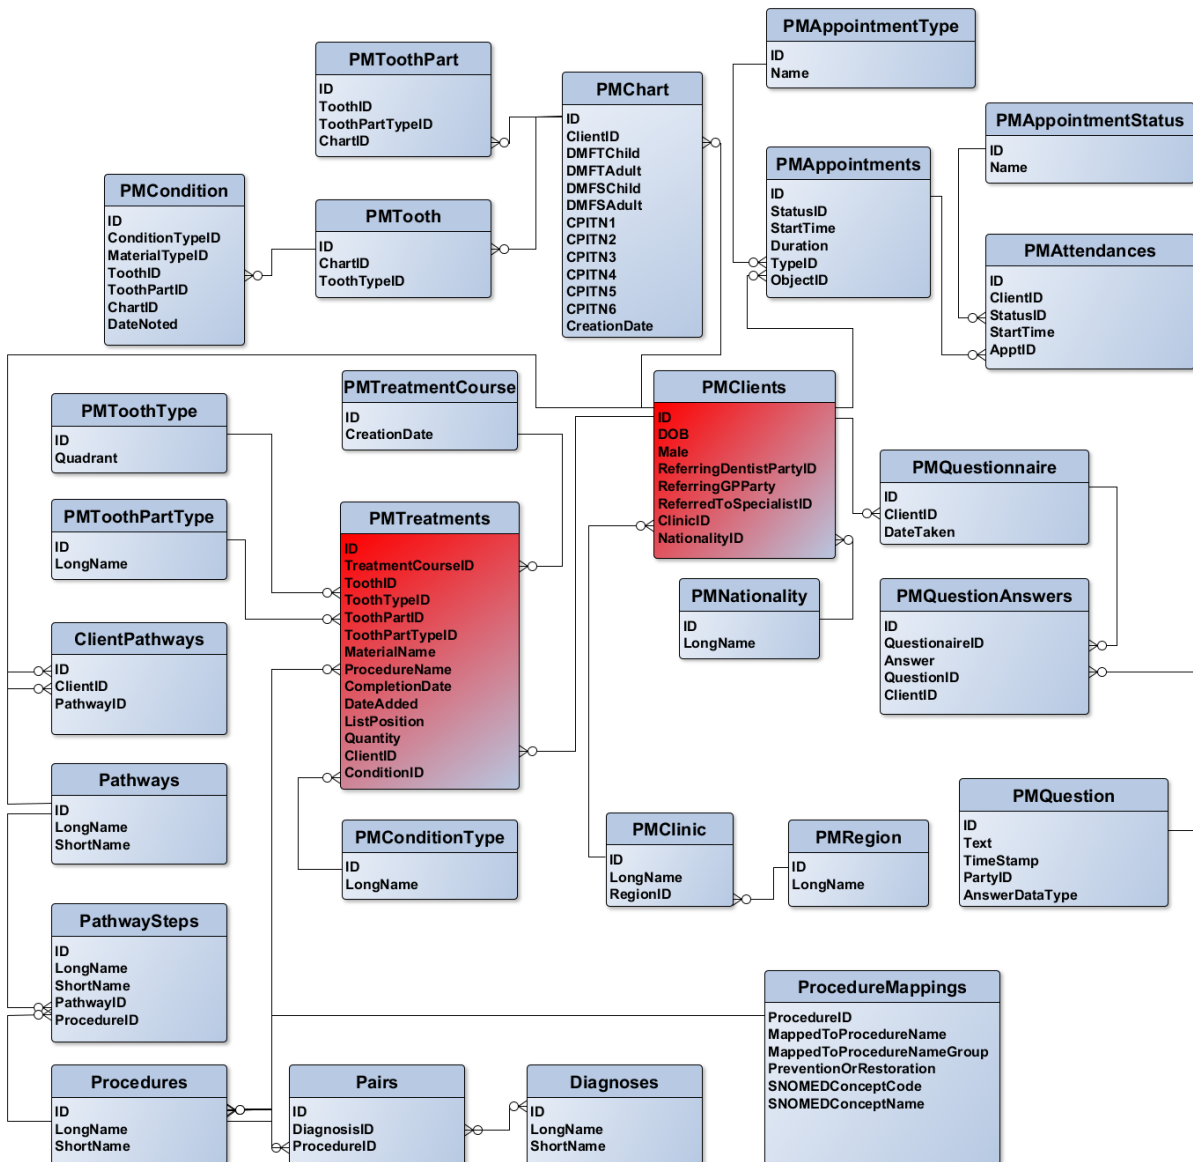 PMAppointmentType
ID
Name
PMToothPart
ID
ToothID
ToothPartTypeID
ChartID
PMChart
ID
ClientID
DMFTChild
DMFTAdult
DMFSChild
DMFSAdult
CPITN1
CPITN2
CPITN3
CPITN4
CPITN5
CPITN6
CreationDate
PMAppointmentStatus
ID
Name
PMAppointments
ID
StatusID
StartTime
Duration
TypeID
ObjectID
PMCondition
ID
ConditionTypeID
MaterialTypeID
ToothID
ToothPartID
ChartID
DateNoted
PMTooth
ID
ChartID
ToothTypeID
PMAttendances
ID
ClientID
StatusID
StartTime
ApptID
PMTreatmentCourse
ID
CreationDate
PMClients
ID
DOB
Male
ReferringDentistPartyID
ReferringGPParty
ReferredToSpecialistID
ClinicID
NationalityID
PMToothType
ID
Quadrant
PMQuestionnaire
ID
ClientID
DateTaken
PMToothPartType
ID
LongName
PMTreatments
ID
TreatmentCourseID
ToothID
ToothTypeID
ToothPartID
ToothPartTypeID
MaterialName
ProcedureName
CompletionDate
DateAdded
ListPosition
Quantity
ClientID
ConditionID
PMNationality
ID
LongName
PMQuestionAnswers
ID
QuestionaireID
Answer
QuestionID
ClientID
ClientPathways
ID
ClientID
PathwayID
Pathways
ID
LongName
ShortName
PMConditionType
ID
LongName
PMClinic
ID
LongName
RegionID
PMRegion
ID
LongName
PMQuestion
ID
Text
TimeStamp
PartyID
AnswerDataType
PathwaySteps
ID
LongName
ShortName
PathwayID
ProcedureID
ProcedureMappings
ProcedureID
MappedToProcedureName
MappedToProcedureNameGroup
PreventionOrRestoration
SNOMEDConceptCode
SNOMEDConceptName
Procedures
ID
LongName
ShortName
Pairs
ID
DiagnosisID
ProcedureID
Diagnoses
ID
LongName
ShortName